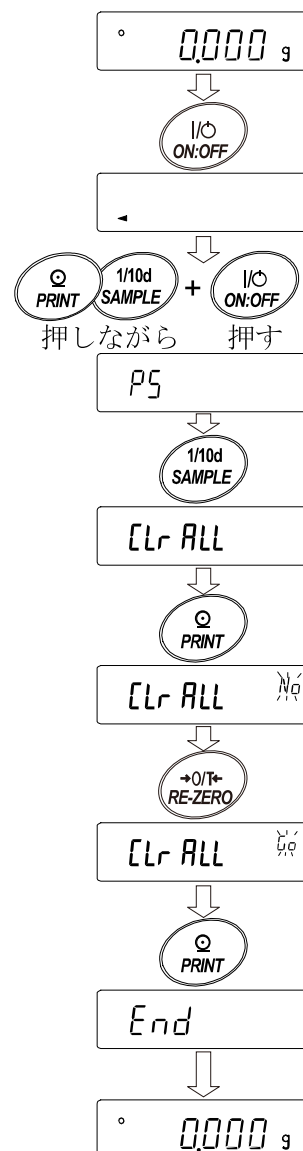 0.000 g
I/⏻
ON:OFF
1/10d I/⏻
PRINT SAMPLE + ON:OFF
押しながら 押す
PS
1/10d
SAMPLE
CLr ALL
PRINT
CLr ALL No
→0/T←
RE-ZERO
CLr ALL Go
PRINT
End
0.000 g